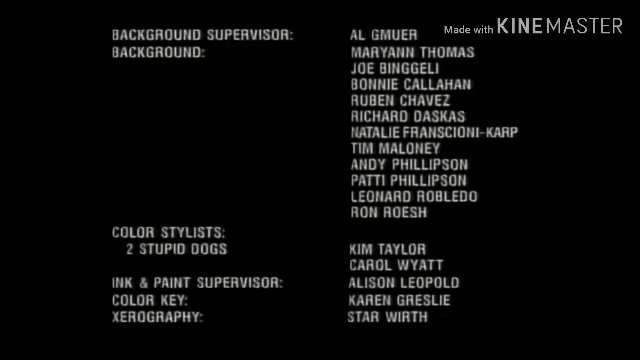 Made with KINEMASTER
BACKGROUND SUPERVISOR: AL GMUER
BACKGROUND: MARYANN THOMAS
JOE BINGGELI
BONNIE CALLAHAN
RUBEN CHAVEZ
RICHARD DASKAS
NATALIE FRANSCIONI-KARP
TIM MALONEY
ANDY PHILLIPSON
PATTI PHILLIPSON
LEONARD ROBLEDO
RON ROESH
COLOR STYLISTS:
2 STUPID DOGS KIM TAYLOR
CAROL WYATT
INK & PAINT SUPERVISOR: ALISON LEOPOLD
COLOR KEY: KAREN GRESLIE
XEROGRAPHY: STAR WIRTH